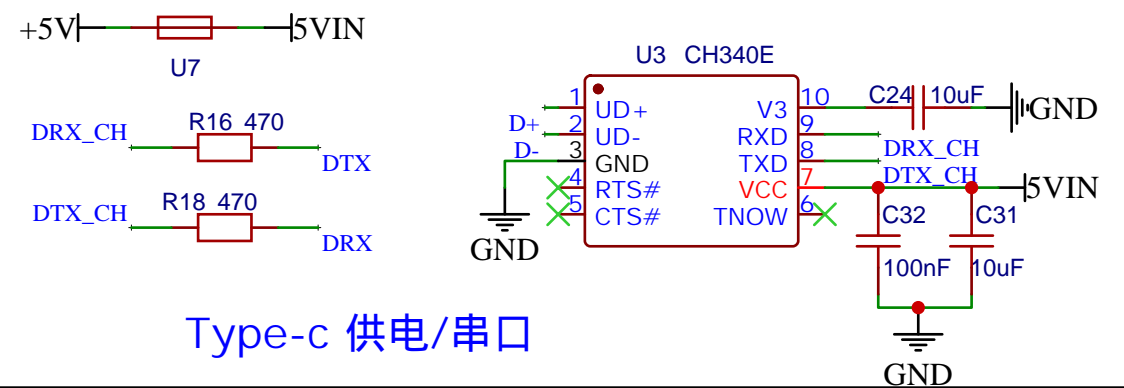 +5V
5VIN
U7
DRX_CH
R16 470
DTX
DTX_CH
R18 470
DRX
U3 CH340E
1
UD+
D+
2
UD-
D-
3
GND
4
RTS#
5
CTS#
GND
10
V3
9
RXD
8
TXD
7
VCC
6
TNOW
C24
10uF
GND
DRX_CH
DTX_CH
5VIN
C32
100nF
C31
10uF
GND
Type-c 供电/串口